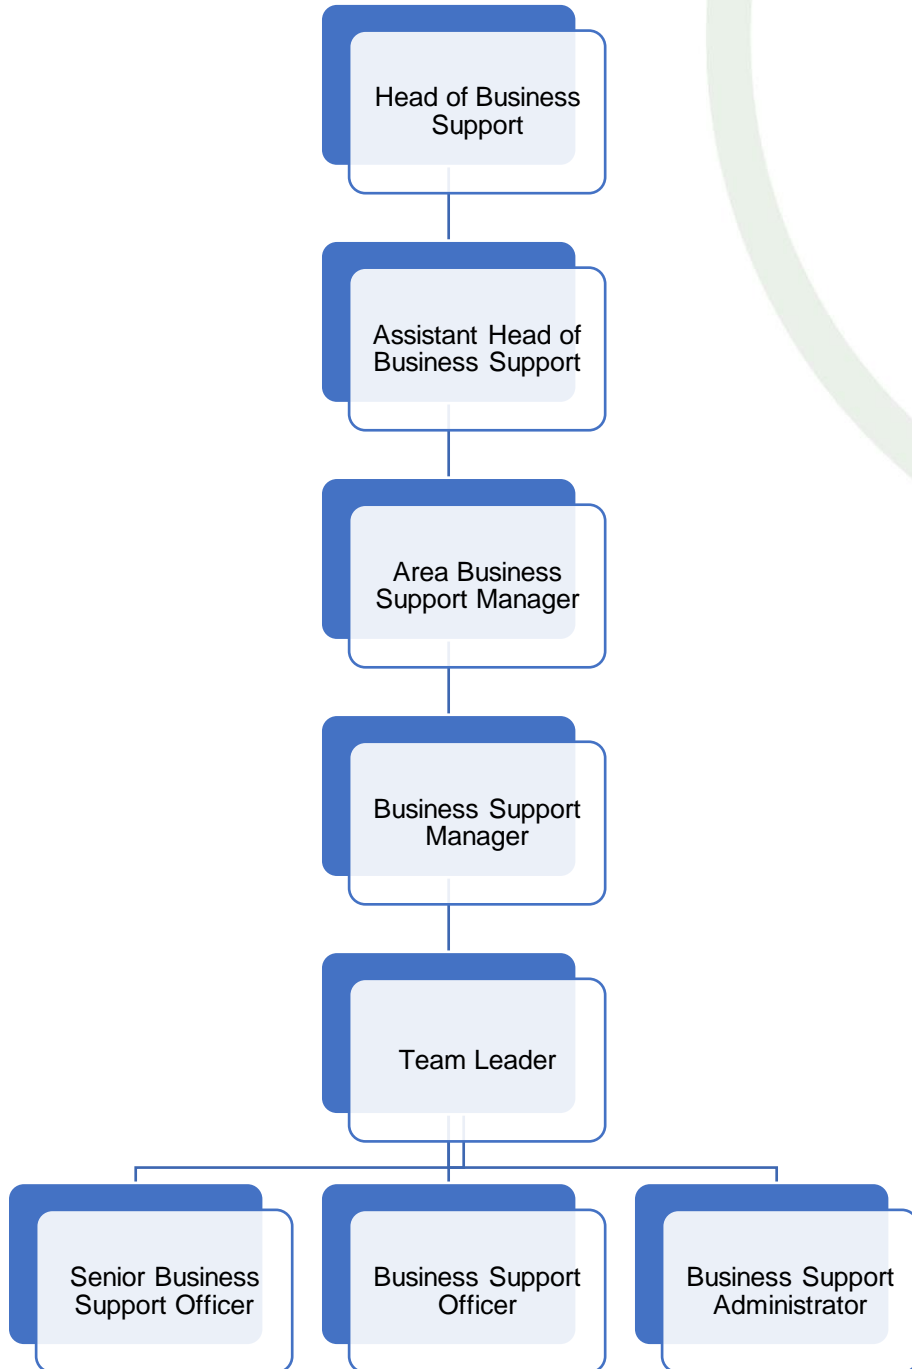 Head of Business
Support
Assistant Head of
Business Support
Area Business
Support Manager
Business Support
Manager
Team Leader
Senior Business
Support Officer
Business Support
Officer
Business Support
Administrator